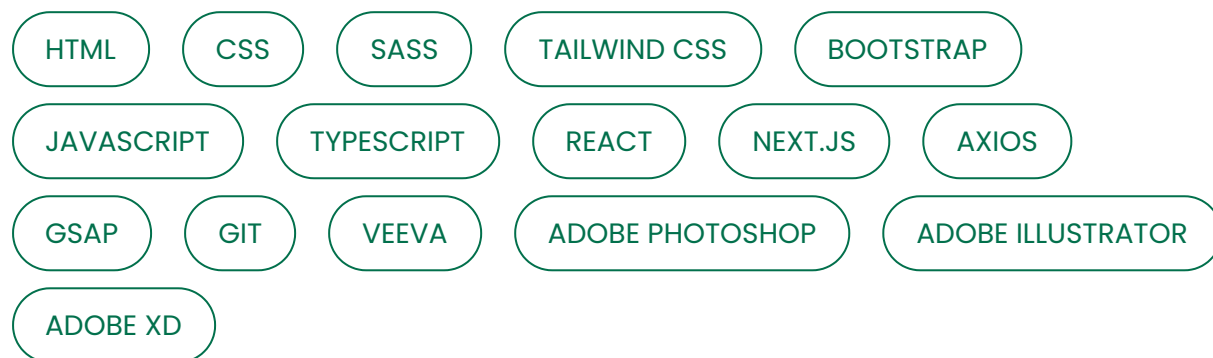 HTML CSS SASS TAILWIND CSS BOOTSTRAP
JAVASCRIPT TYPESCRIPT REACT NEXT.JS AXIOS
GSAP GIT VEEVA ADOBE PHOTOSHOP ADOBE ILLUSTRATOR
ADOBE XD